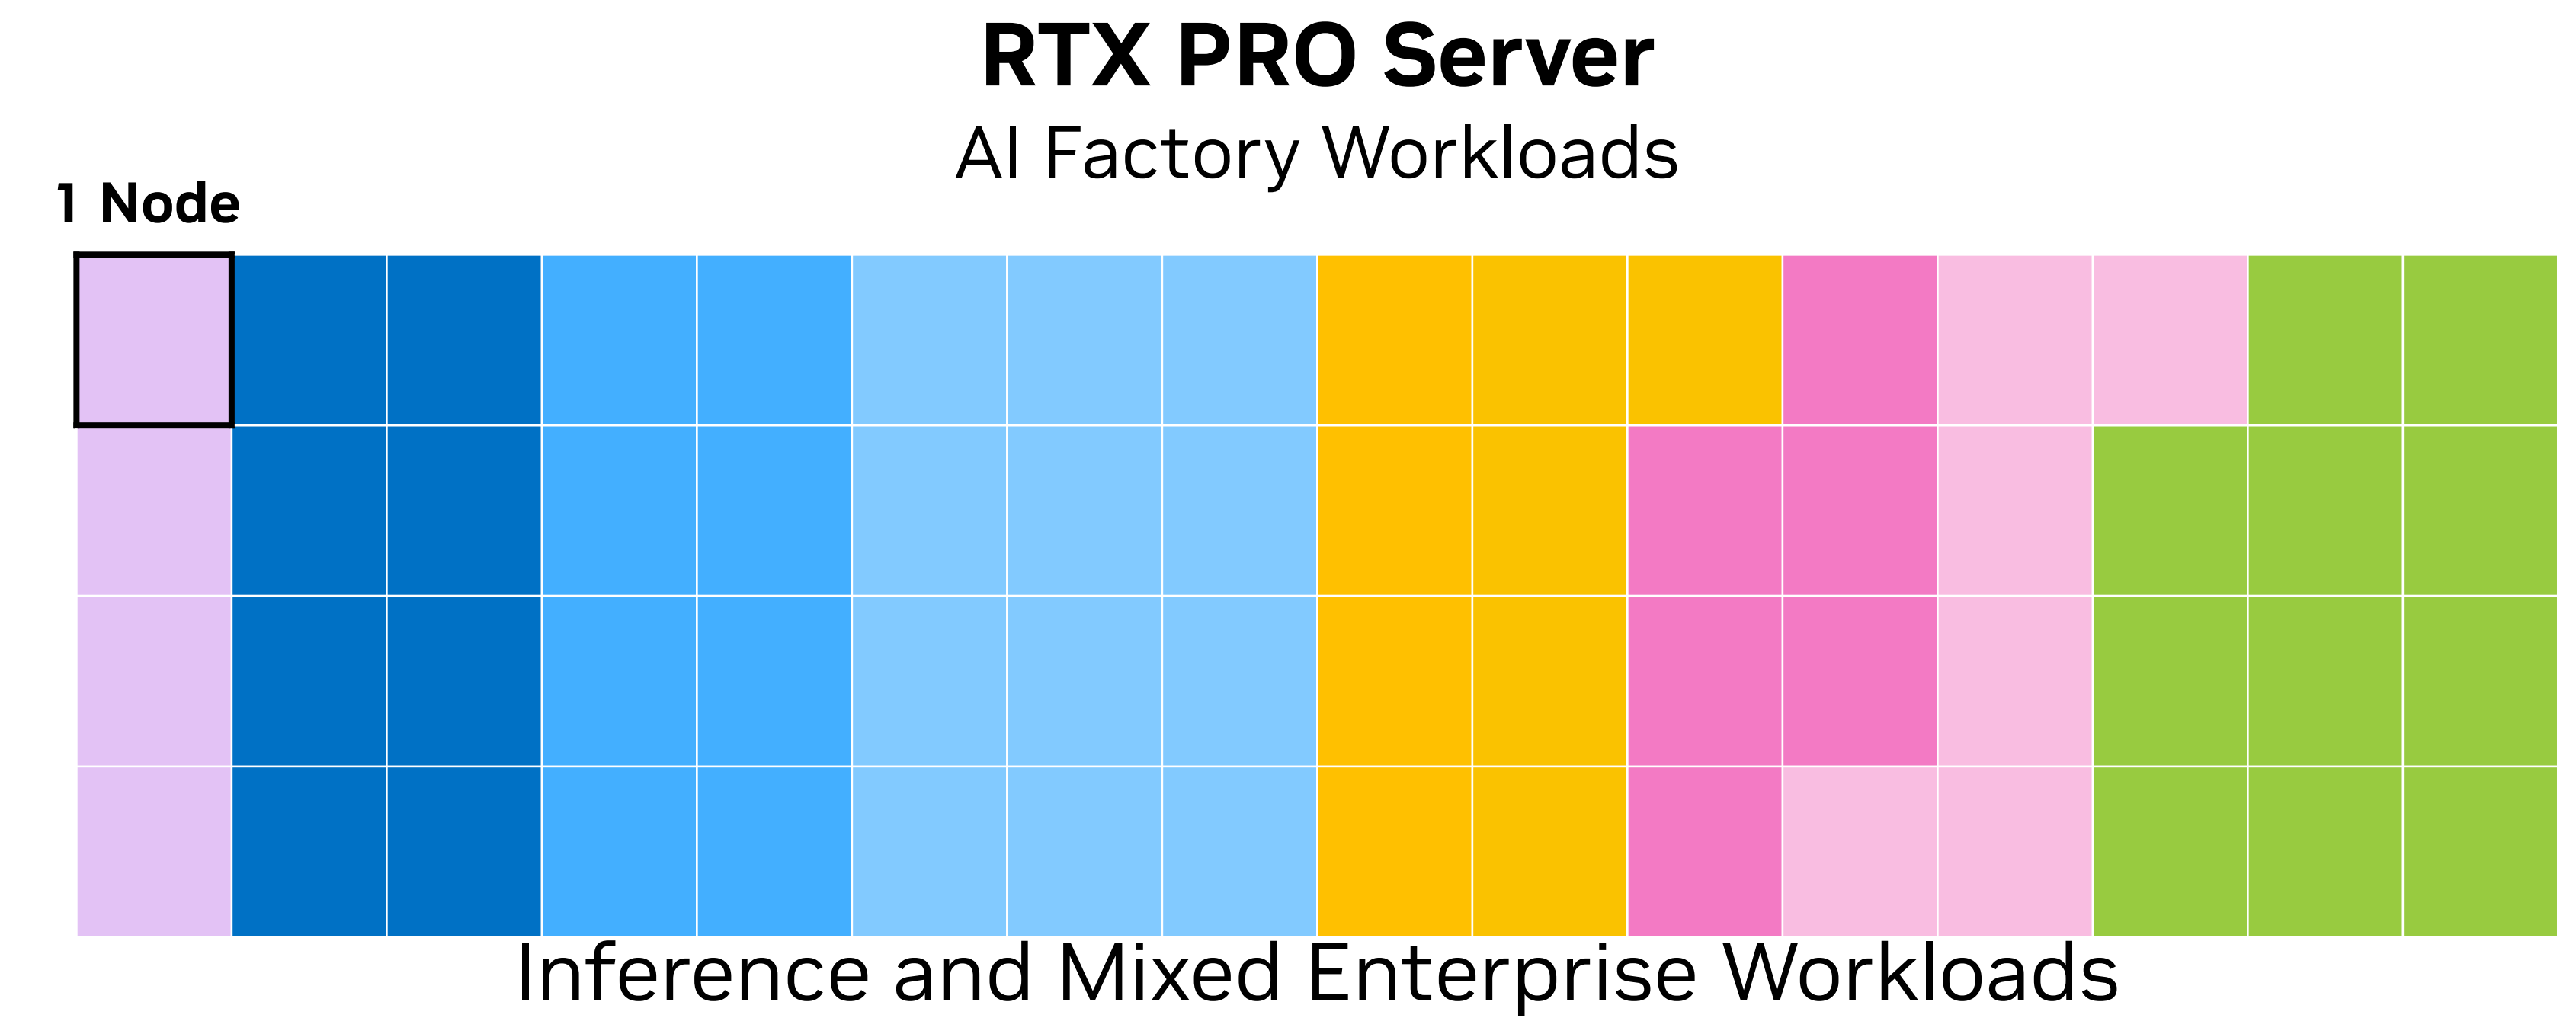 RTX PRO Server
AI Factory Workloads
1 Node
Inference and Mixed Enterprise Workloads